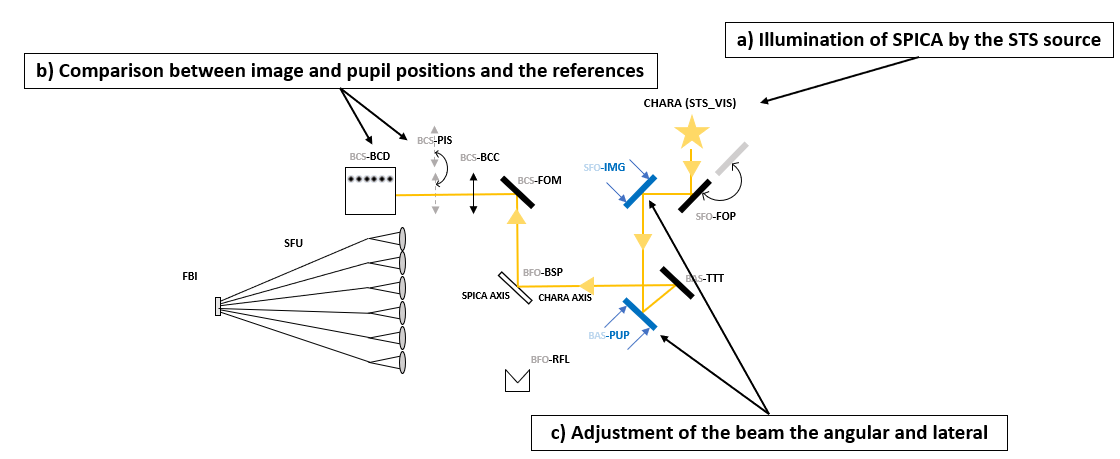 a) Illumination of SPICA by the STS source
b) Comparison between image and pupil positions and the references
CHARA (STS_VIS)
BCS-PIS
BCS-BCD
BCS-BCC
SFO-IMG
BCS-FOM
SFO-FOP
SFU
FBI
BFO-BSP
BAS-TTT
SPICA AXIS
CHARA AXIS
BAS-PUP
BFO-RFL
c) Adjustment of the beam the angular and lateral